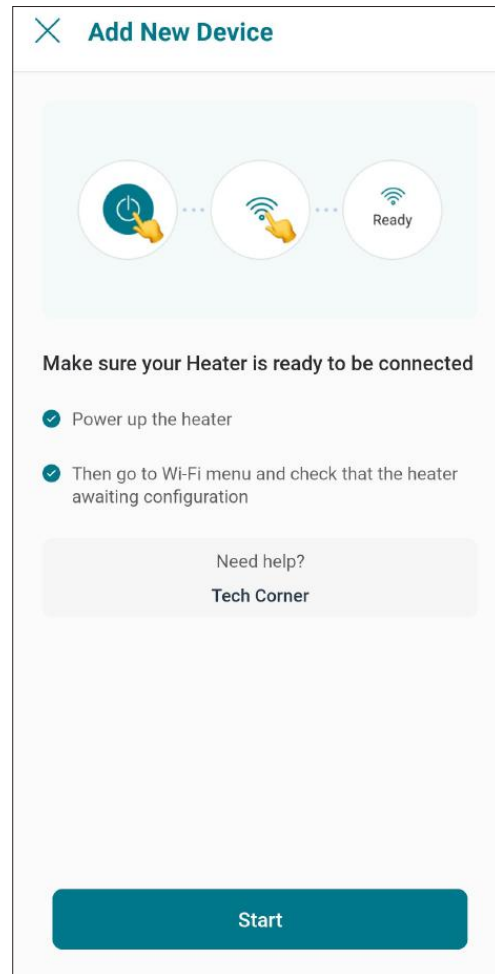 Add New Device
Ready
Make sure your Heater is ready to be connected
Power up the heater
Then go to Wi-Fi menu and check that the heater
awaiting configuration
Need help?
Tech Corner
Start